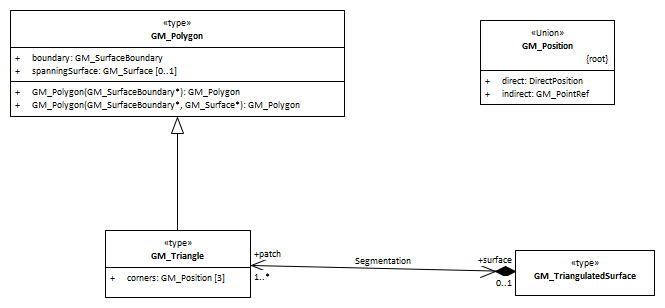 «type»
GM_Polygon
+ boundary: GM_SurfaceBoundary
+ spanningSurface: GM_Surface [0..1]
+ GM_Polygon(GM_SurfaceBoundary*): GM_Polygon
+ GM_Polygon(GM_SurfaceBoundary*, GM_Surface*): GM_Polygon
«Union»
GM_Position
{root}
+ direct: DirectPosition
+ indirect: GM_PointRef
«type»
GM_Triangle
+ corners: GM_Position [3]
+patch
1..*
Segmentation
+surface
0..1
«type»
GM_TriangulatedSurface